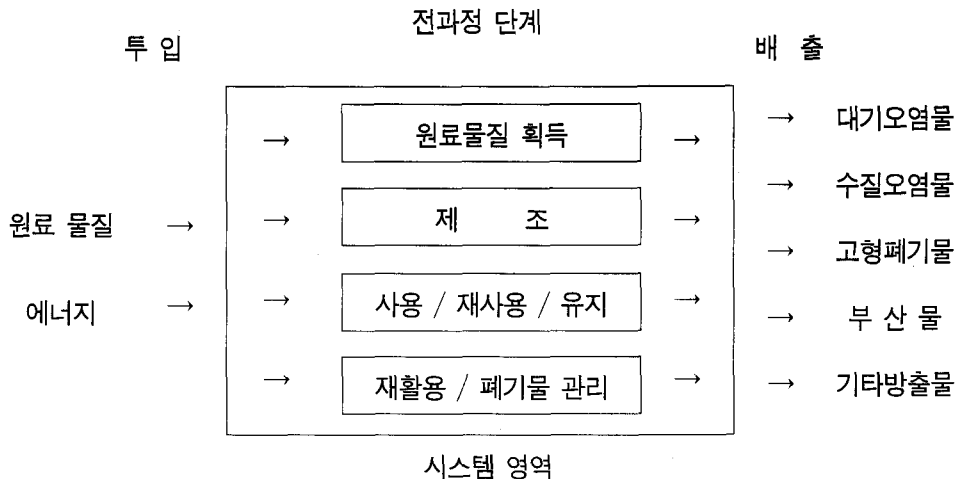 전과정 단계
투 입
배 출
원료물질 획득
제 조
사용 / 재사용 / 유지
재활용 / 폐기물 관리
원료 물질 →
에너지 →
→ 대기오염물
→ 수질오염물
→ 고형폐기물
→ 부 산 물
→ 기타방출물
시스템 영역